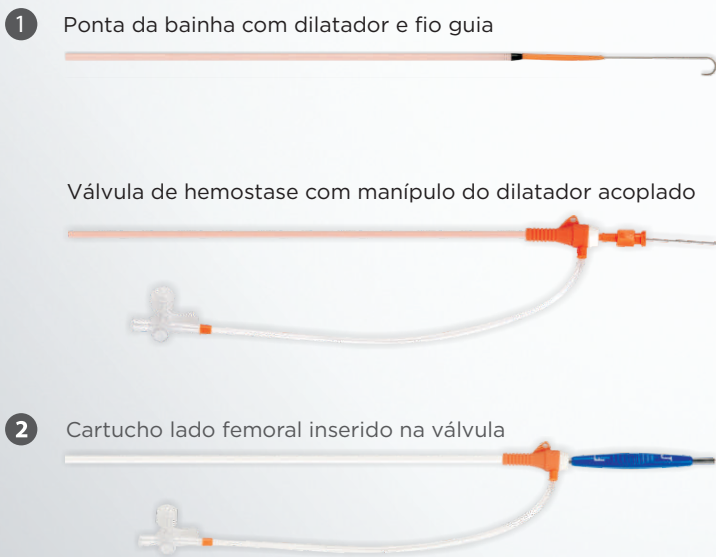 1 Ponta da bainha com dilatador e fio guia
Válvula de hemostase com manípulo do dilatador acoplado
2 Cartucho lado femoral inserido na válvula